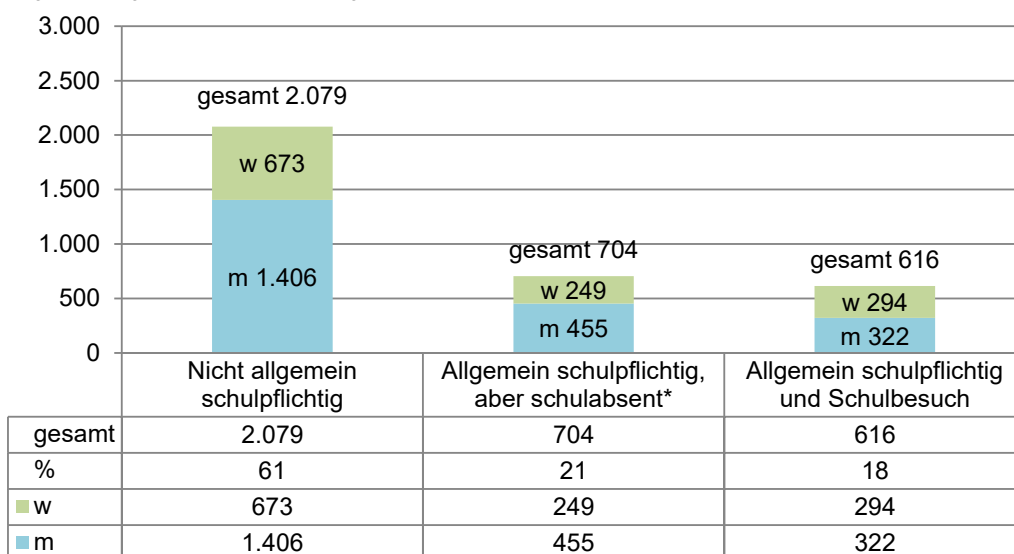 3.000
2.500
2.000
1.500
1.000
500
0
gesamt 2.079
w 673
m 1.406
gesamt 704
w 249
m 455
gesamt 616
w 294
m 322
Nicht allgemein
schulpflichtig
Allgemein schulpflichtig,
aber schulabsent*
Allgemein schulpflichtig
und Schulbesuch
gesamt 2.079 704 616
% 61 21 18
w 673 249 294
m 1.406 455 322